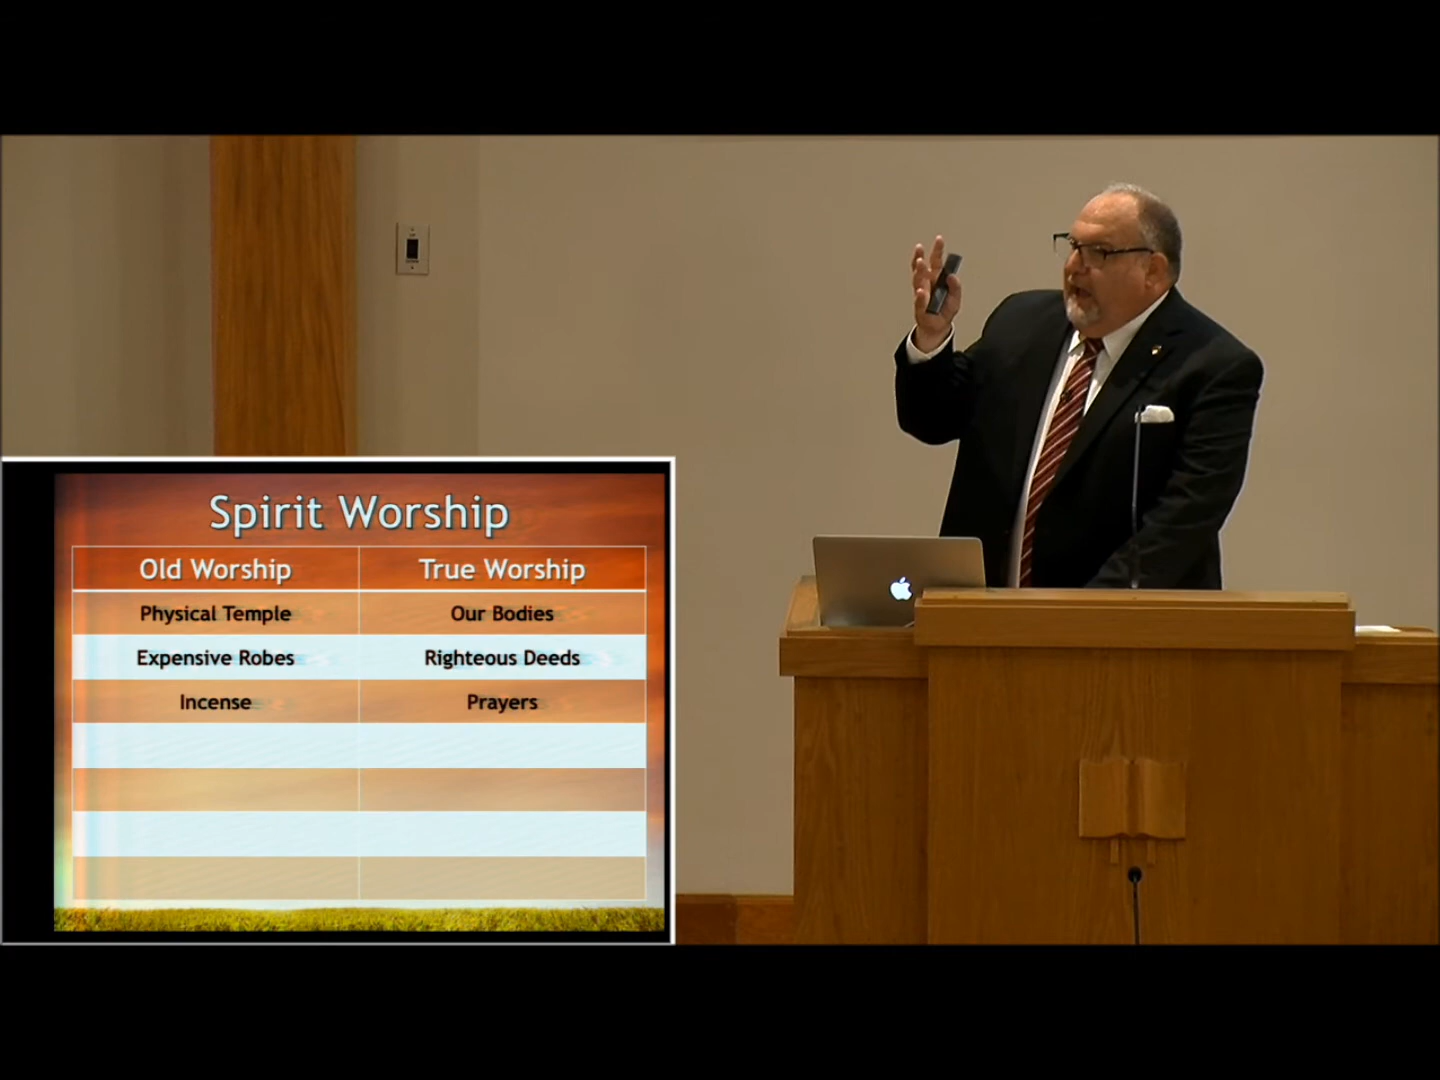 Spirit Worship
Old Worship True Worship
Physical Temple Our Bodies
Expensive Robes Righteous Deeds
Incense Prayers